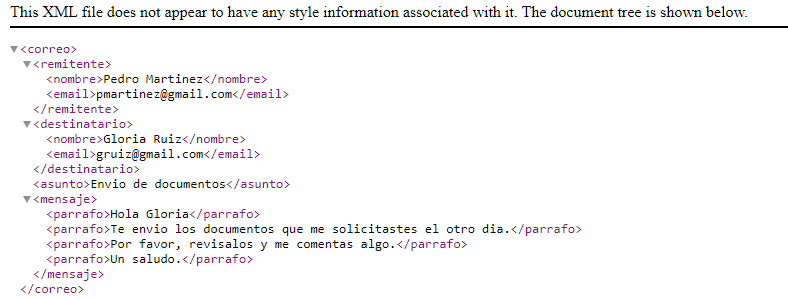 This XML file does not appear to have any style information associated with it. The document tree is shown below.
▼<correo>
▼<remitente>
<nombre>Pedro Martinez</nombre>
<email>pmartinez@gmail.com</email>
</remitente>
▼<destinatario>
<nombre>Gloria Ruiz</nombre>
<email>gruiz@gmail.com</email>
</destinatario>
<asunto>Envio de documentos</asunto>
▼<mensaje>
<parrafo>Hola Gloria</parrafo>
<parrafo>Te envio los documentos que me solicitastes el otro dia.</parrafo>
<parrafo>Por favor, revisalos y me comentas algo.</parrafo>
<parrafo>Un saludo.</parrafo>
</mensaje>
</correo>